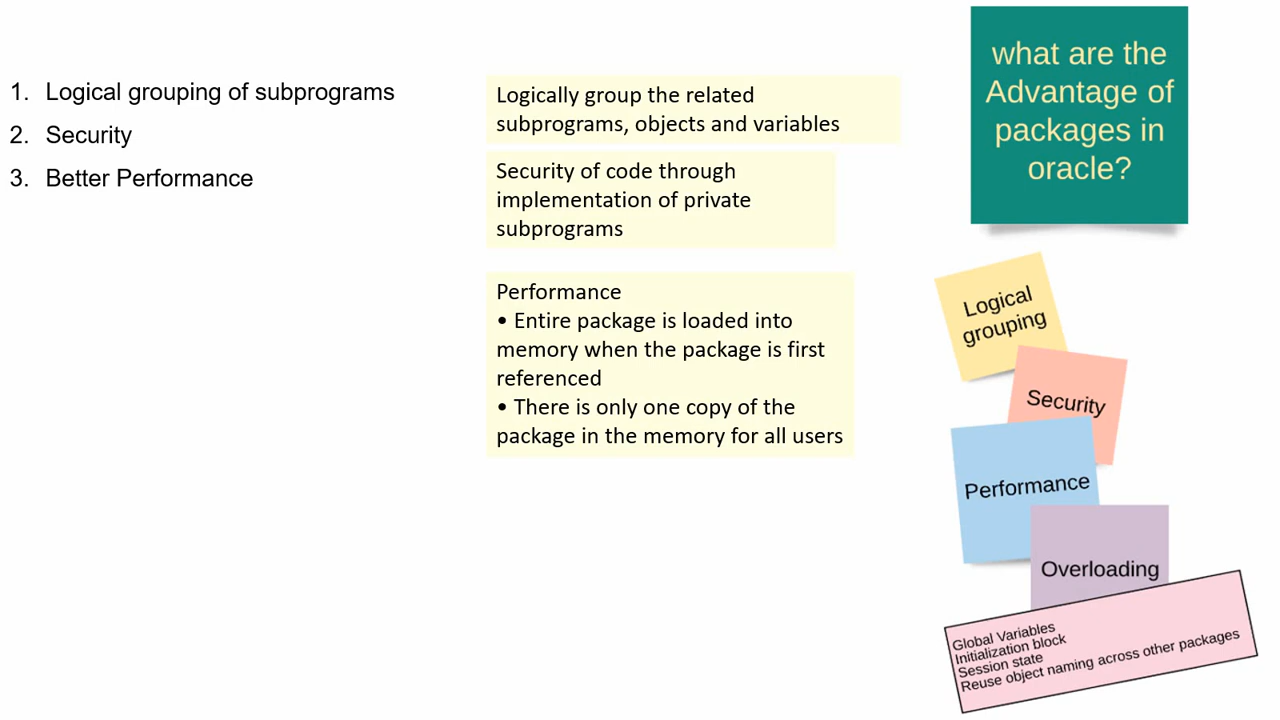 1. Logical grouping of subprograms
2. Security
3. Better Performance
Logically group the related
subprograms, objects and variables
Security of code through
implementation of private
subprograms
Performance
• Entire package is loaded into
memory when the package is first
referenced
• There is only one copy of the
package in the memory for all users
what are the
Advantage of
packages in
oracle?
Logical
grouping
Security
Performance
Overloading
Global Variables
Initialization block
Session state
Reuse object naming across other packages